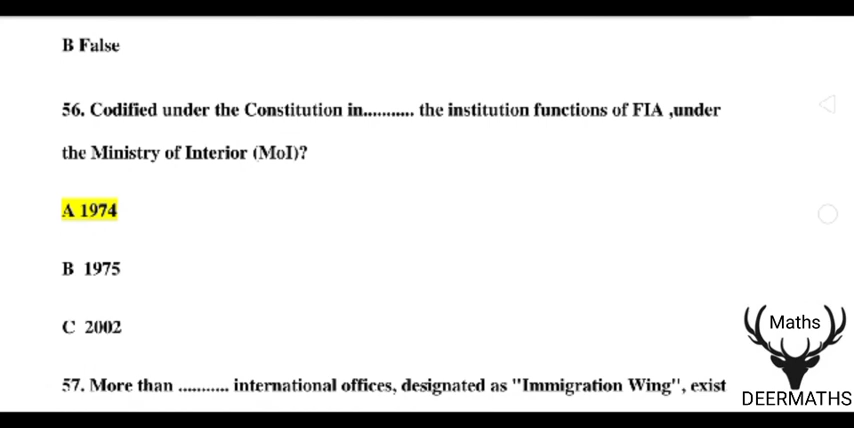 B False
56. Codified under the Constitution in........... the institution functions of FIA ,under
the Ministry of Interior (MoI)?
A 1974
B 1975
C 2002
57. More than ........... international offices, designated as "Immigration Wing", exist
Maths
DEERMATHS